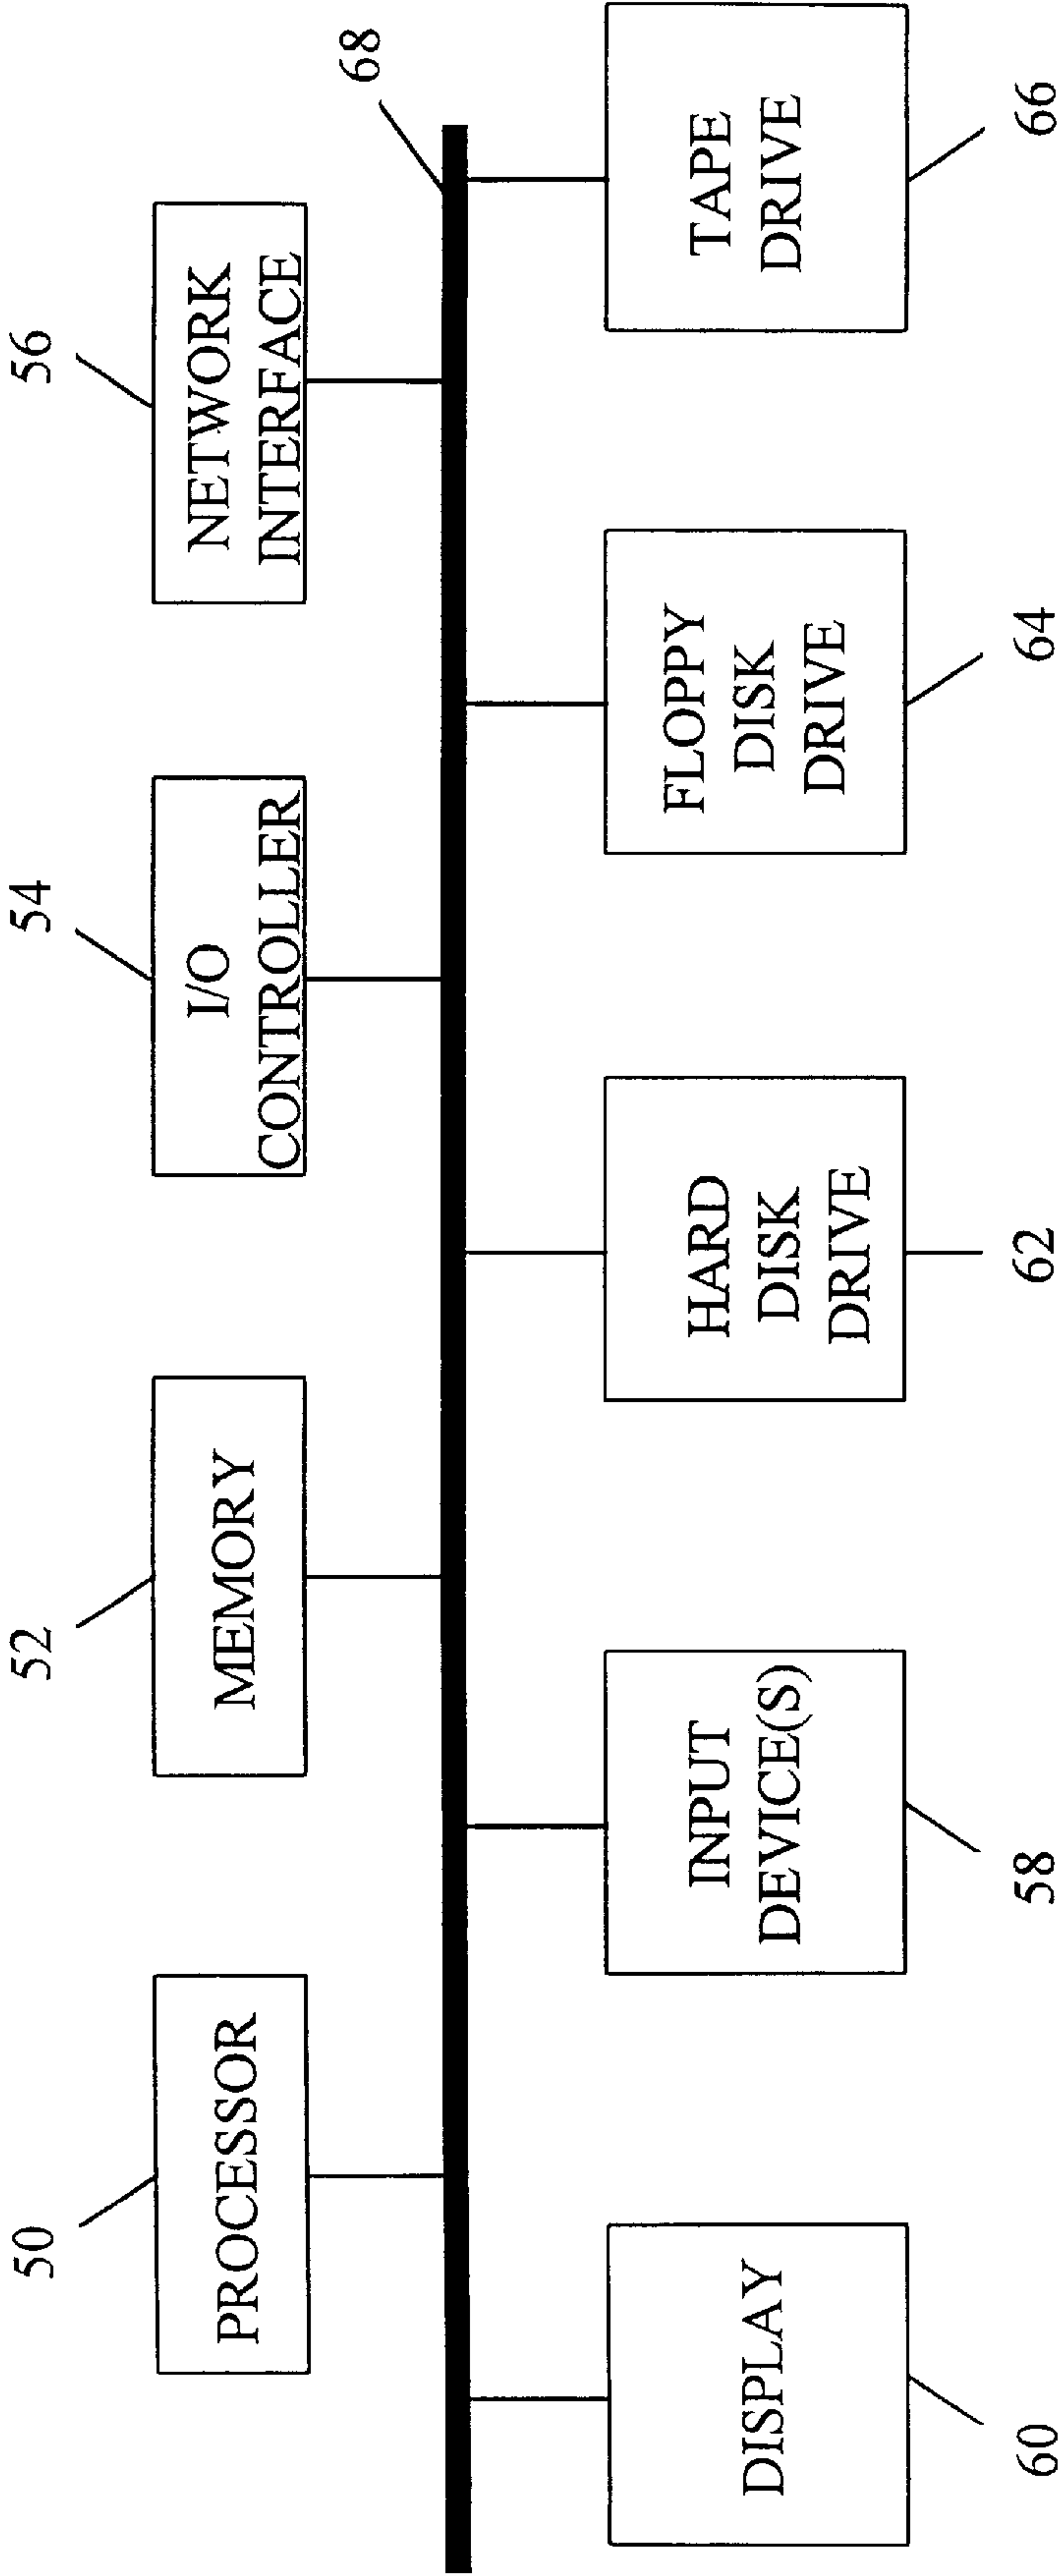 50
52
54
56
PROCESSOR
MEMORY
I/O
CONTROLLER
NETWORK
INTERFACE
68
DISPLAY
INPUT
DEVICE(S)
HARD
DISK
DRIVE
FLOPPY
DISK
DRIVE
TAPE
DRIVE
60
58
62
64
66